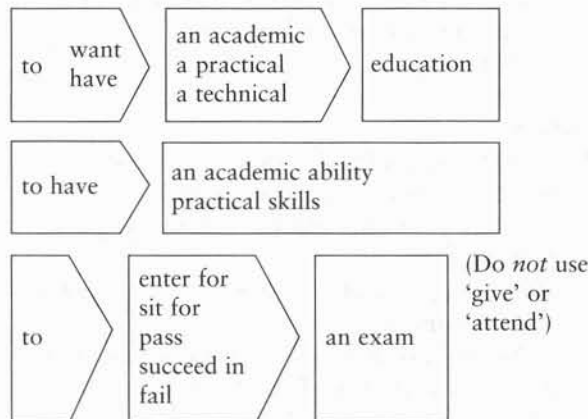 to want have an academic a practical a technical education
to have an academic ability practical skills
to enter for sit for pass succeed in fail an exam (Do not use 'give' or 'attend')